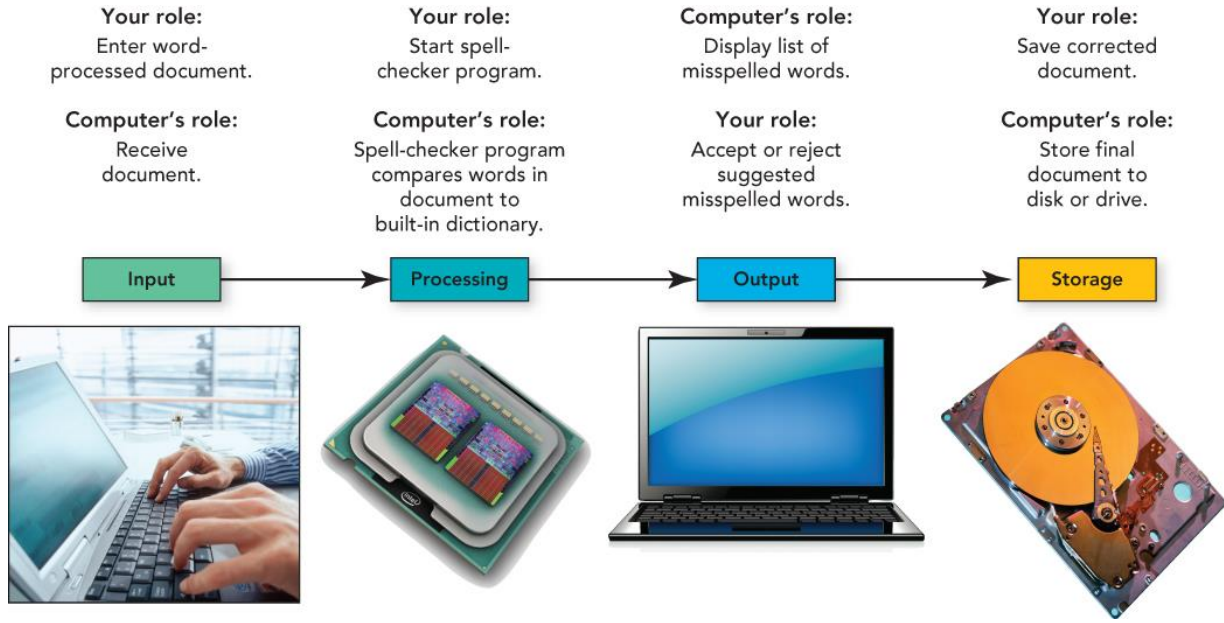 Your role:
Enter word-
processed document.
Computer's role:
Receive
document.
Your role:
Start spell-
checker program.
Computer's role:
Spell-checker program
compares words in
document to
built-in dictionary.
Computer's role:
Display list of
misspelled words.
Your role:
Accept or reject
suggested
misspelled words.
Your role:
Save corrected
document.
Computer's role:
Store final
document to
disk or drive.
Input
Processing
Output
Storage
intel